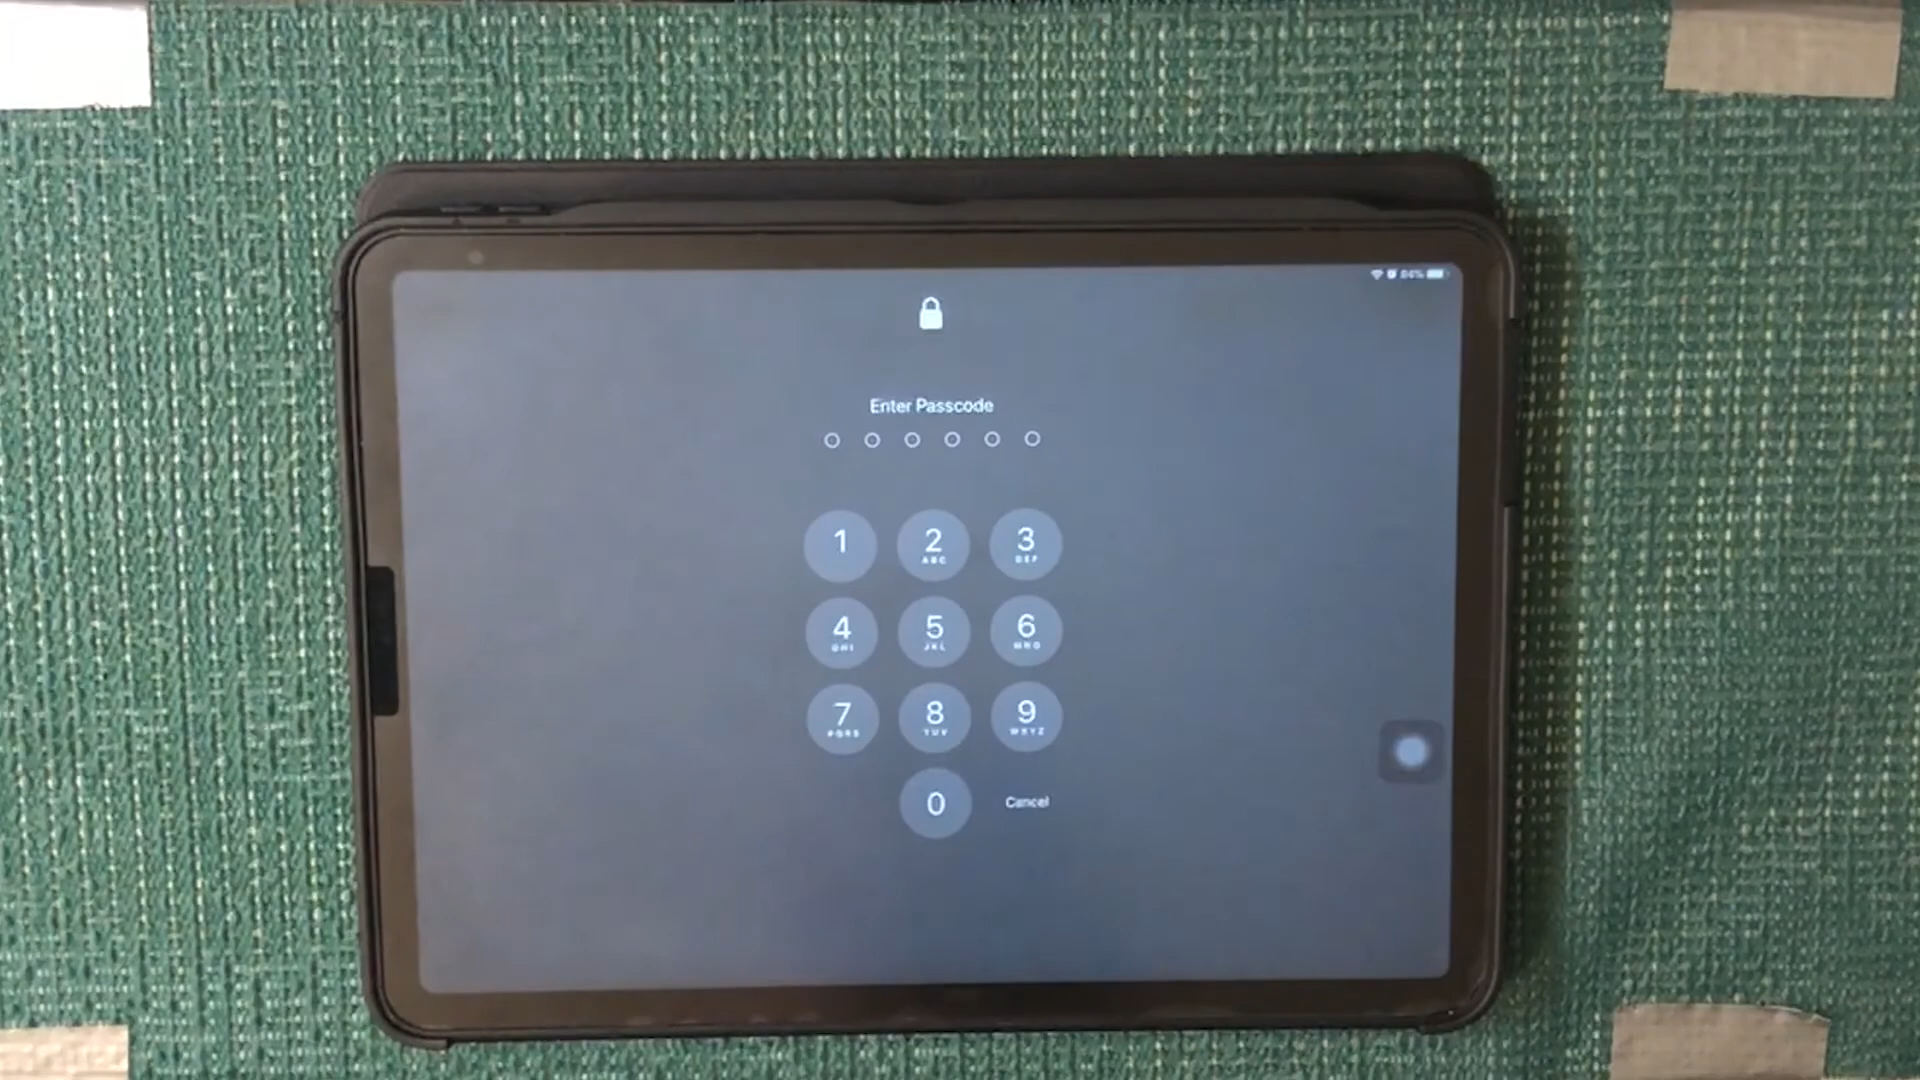 Enter Passcode
1 2 3
ABC DEF
4 5 6
GHI JKL MNO
7 8 9
PQRS TUV WXYZ
0 Cancel